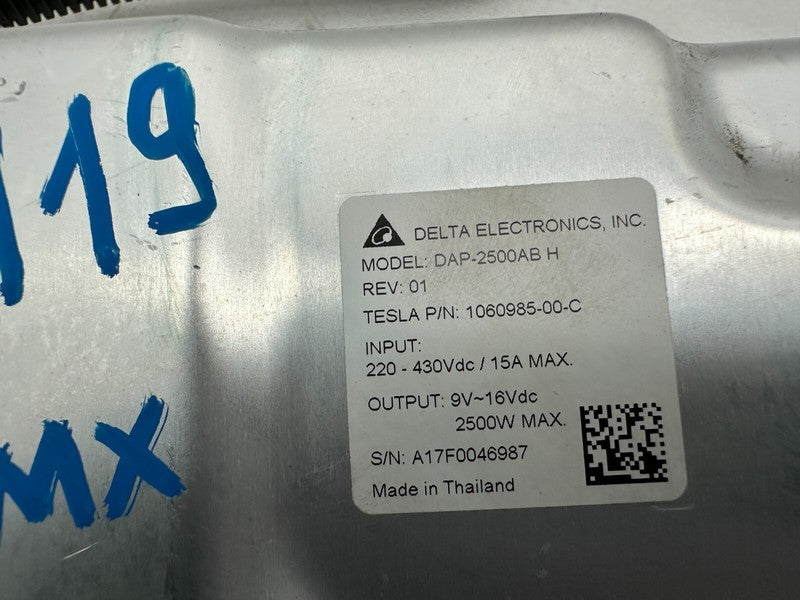 19
MX
DELTA ELECTRONICS, INC.
MODEL: DAP-2500AB H
REV: 01
TESLA P/N: 1060985-00-C
INPUT:
220 - 430Vdc / 15A MAX.
OUTPUT: 9V~16Vdc
2500W MAX.
S/N: A17F0046987
Made in Thailand